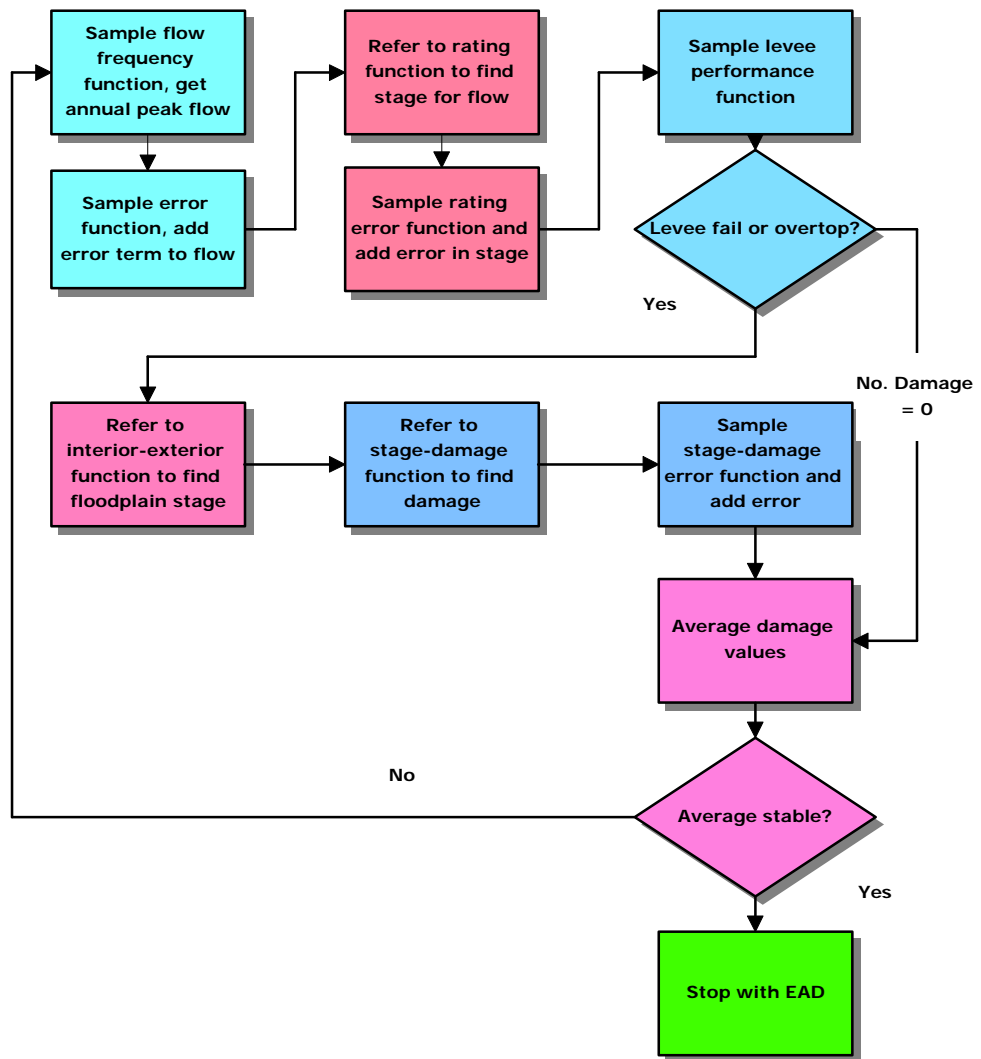 Sample flow
frequency
function, get
annual peak flow
Sample error
function, add
error term to flow
Refer to rating
function to find
stage for flow
Sample rating
error function and
add error in stage
Sample levee
performance
function
Levee fail or overtop?
Yes
No. Damage
= 0
Refer to
interior-exterior
function to find
floodplain stage
Refer to
stage-damage
function to find
damage
Sample
stage-damage
error function and
add error
Average damage
values
Average stable?
No
Yes
Stop with EAD